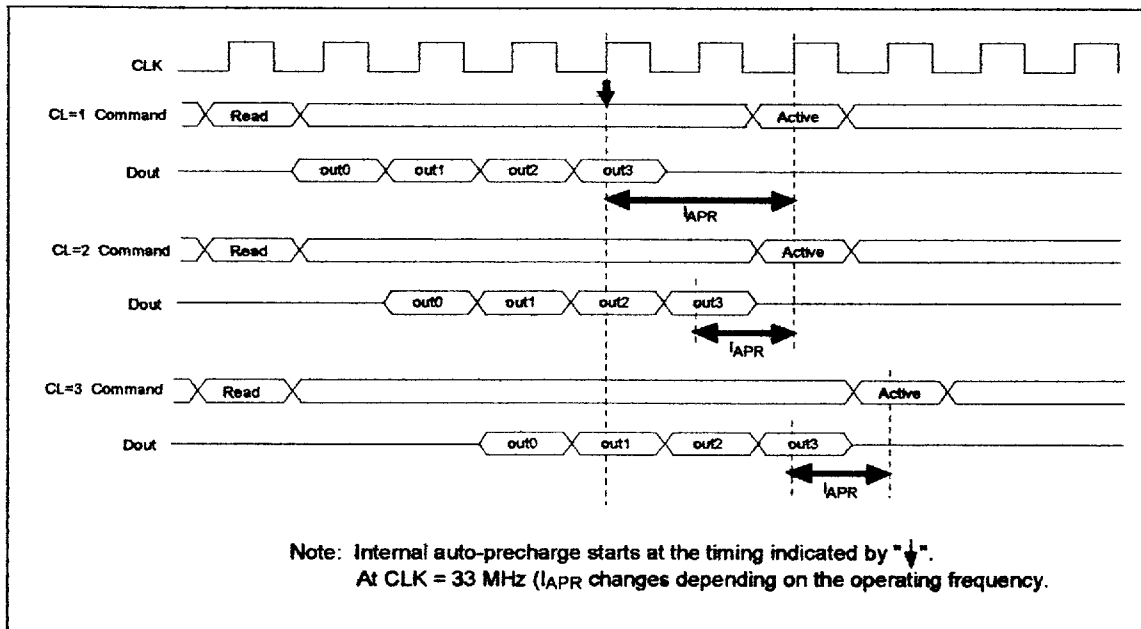 CLK
CL=1 Command Read Active
Dout out0 out1 out2 out3
lAPR
CL=2 Command Read Active
Dout out0 out1 out2 out3
lAPR
CL=3 Command Read Active
Dout out0 out1 out2 out3
lAPR
Note: Internal auto-precharge starts at the timing indicated by "↓".
At CLK = 33 MHz (lAPR changes depending on the operating frequency.